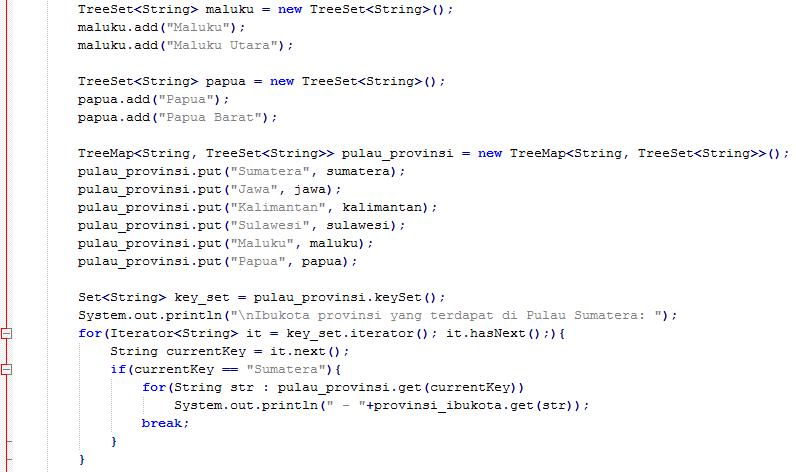 TreeSet<String> maluku = new TreeSet<String>();
maluku.add("Maluku");
maluku.add("Maluku Utara");
TreeSet<String> papua = new TreeSet<String>();
papua.add("Papua");
papua.add("Papua Barat");
TreeMap<String, TreeSet<String>> pulau_provinsi = new TreeMap<String, TreeSet<String>>();
pulau_provinsi.put("Sumatera", sumatera);
pulau_provinsi.put("Jawa", jawa);
pulau_provinsi.put("Kalimantan", kalimantan);
pulau_provinsi.put("Sulawesi", sulawesi);
pulau_provinsi.put("Maluku", maluku);
pulau_provinsi.put("Papua", papua);
Set<String> key_set = pulau_provinsi.keySet();
System.out.println("\nIbukota provinsi yang terdapat di Pulau Sumatera: ");
for(Iterator<String> it = key_set.iterator(); it.hasNext();){
String currentKey = it.next();
if(currentKey == "Sumatera"){
for(String str : pulau_provinsi.get(currentKey))
System.out.println(" - "+provinsi_ibukota.get(str));
break;
}
}